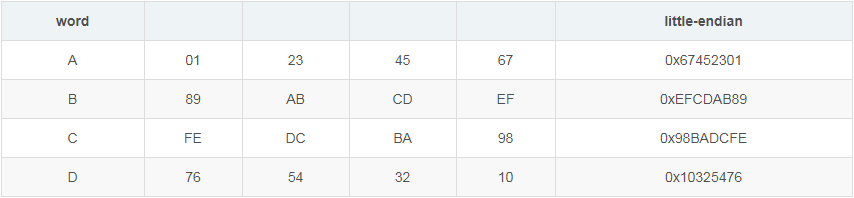 word little-endian
A 01 23 45 67 0x67452301
B 89 AB CD EF 0xEFCDAB89
C FE DC BA 98 0x98BADCFE
D 76 54 32 10 0x10325476